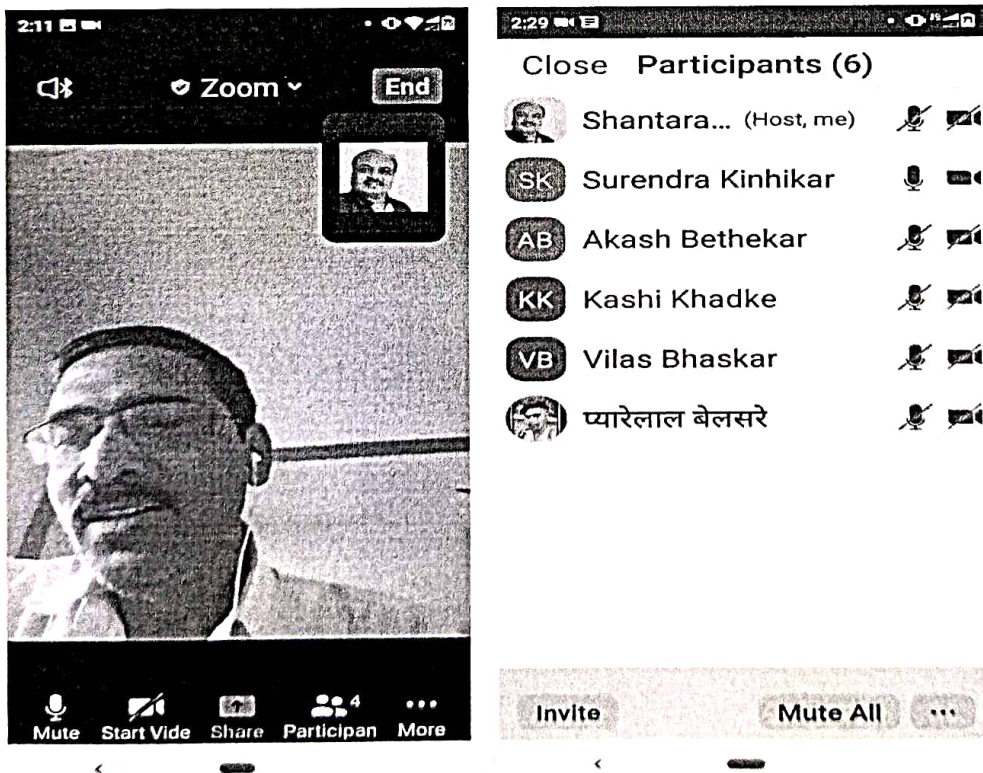 2:11
Zoom
End
4
Mute Start Vide Share Participan More
2:29
Close Participants (6)
Shantara... (Host, me)
SK Surendra Kinhikar
AB Akash Bethekar
KK Kashi Khadke
VB Vilas Bhaskar
प्यारेलाल बेलसरे
Invite Mute All ...